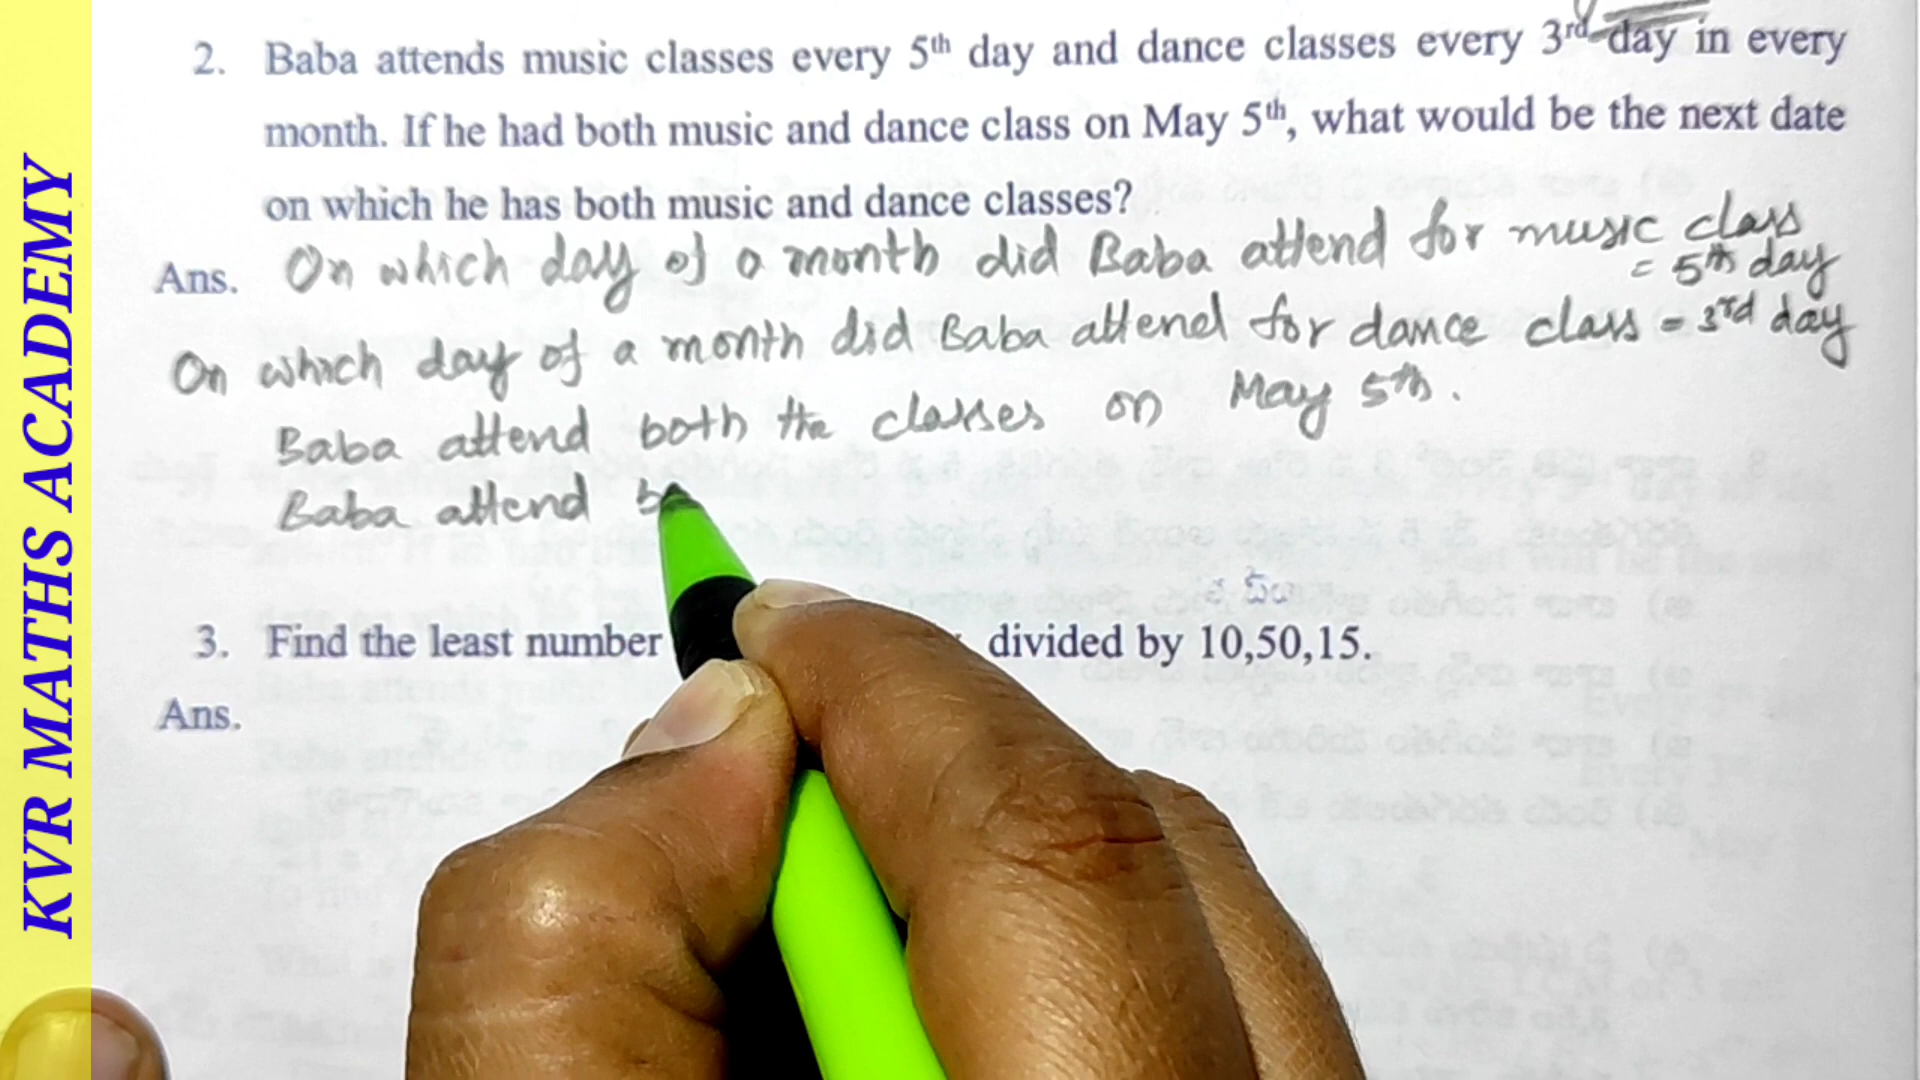 KVR MATHS ACADEMY
2. Baba attends music classes every 5th day and dance classes every 3rd day in every
month. If he had both music and dance class on May 5th, what would be the next date
on which he has both music and dance classes?
Ans. On which day of a month did Baba attend for music class
= 5th day
On which day of a month did Baba attend for dance class = 3rd day
Baba attend both the classes on May 5th.
Baba attend b
3. Find the least number divided by 10,50,15.
Ans.